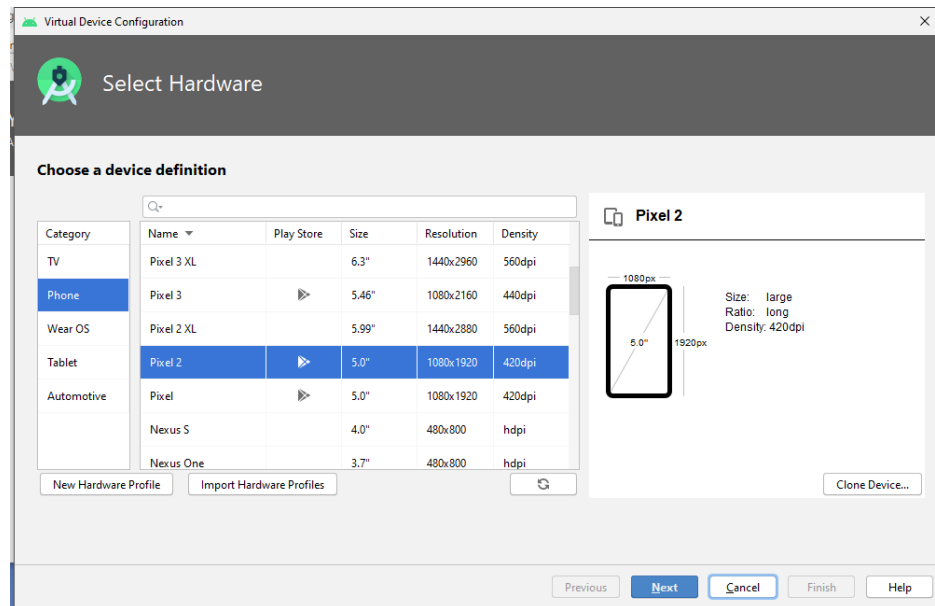 Virtual Device Configuration
Select Hardware
Choose a device definition
Category
TV
Phone
Wear OS
Tablet
Automotive
Name Play Store Size Resolution Density
Pixel 3 XL 6.3" 1440x2960 560dpi
Pixel 3 5.46" 1080x2160 440dpi
Pixel 2 XL 5.99" 1440x2880 560dpi
Pixel 2 5.0" 1080x1920 420dpi
Pixel 5.0" 1080x1920 420dpi
Nexus S 4.0" 480x800 hdpi
Nexus One 3.7" 480x800 hdpi
New Hardware Profile Import Hardware Profiles
Pixel 2
1080px
5.0" 1920px
Size: large
Ratio: long
Density: 420dpi
Clone Device...
Previous Next Cancel Finish Help